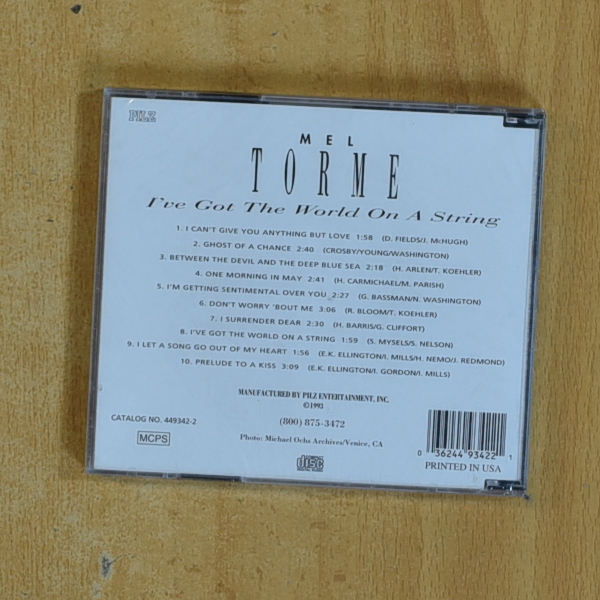 PILZ
MEL
TORME
I've Got The World On A String
1. I CAN'T GIVE YOU ANYTHING BUT LOVE 1:58 (D. FIELDS/J. McHUGH)
2. GHOST OF A CHANCE 2:40 (CROSBY/YOUNG/WASHINGTON)
3. BETWEEN THE DEVIL AND THE DEEP BLUE SEA 2:18 (H. ARLEN/T. KOEHLER)
4. ONE MORNING IN MAY 2:41 (H. CARMICHAEL/M. PARISH)
5. I'M GETTING SENTIMENTAL OVER YOU 2:27 (G. BASSMAN/N. WASHINGTON)
6. DON'T WORRY 'BOUT ME 3:06 (R. BLOOM/T. KOEHLER)
7. I SURRENDER DEAR 2:30 (H. BARRIS/G. CLIFFORT)
8. I'VE GOT THE WORLD ON A STRING 1:59 (S. MYSELS/S. NELSON)
9. I LET A SONG GO OUT OF MY HEART 1:56 (E.K. ELLINGTON/I. MILLS/H. NEMO/J. REDMOND)
10. PRELUDE TO A KISS 3:09 (E.K. ELLINGTON/I. GORDON/I. MILLS)
MANUFACTURED BY PILZ ENTERTAINMENT, INC.
©1993
CATALOG NO. 449342-2
(800) 875-3472
MCPS
Photo: Michael Ochs Archives/Venice, CA
0 36244 93422 1
PRINTED IN USA
COMPACT disc DIGITAL AUDIO